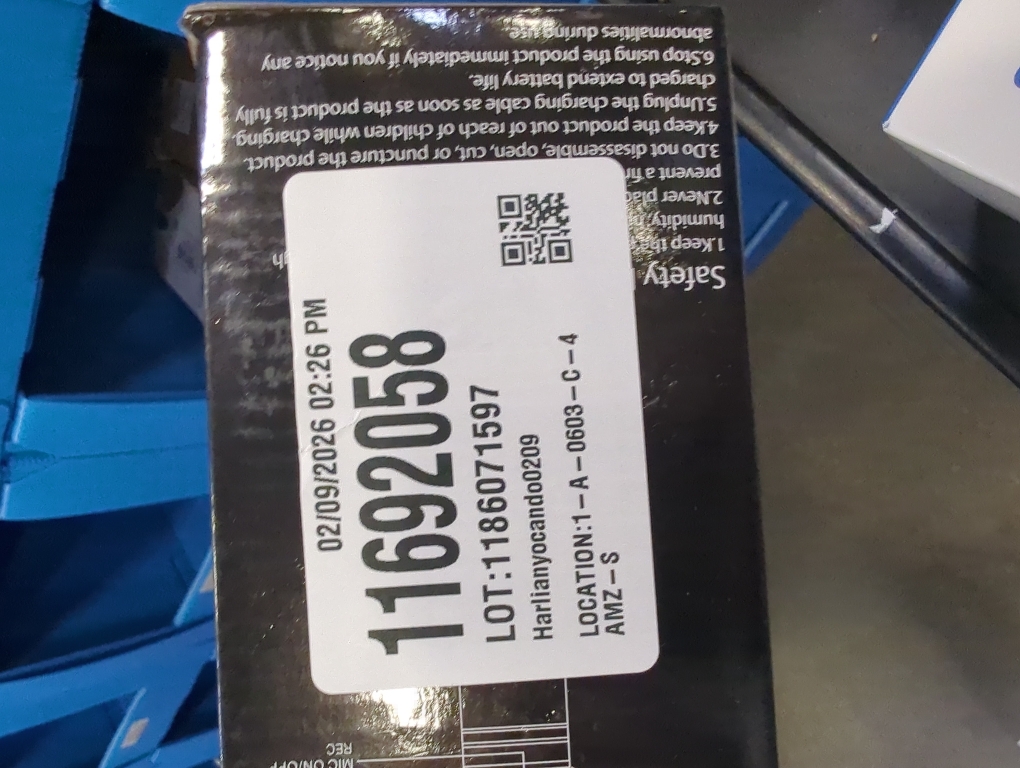 02/09/2026 02:26 PM
11692058
LOT:1186071597
Harlianyocando0209
LOCATION:1-A-0603-C-4
AMZ-S
Safety
1.Keep the
humidity,
2.Never
prevent a
3.Do not disassemble, open, cut, or puncture the product.
4.Keep the product out of reach of children while charging.
5.Unplug the charging cable as soon as the product is fully
charged to extend battery life.
6.Stop using the product immediately if you notice any
abnormalities during use.
MIC ON/OFF
REC